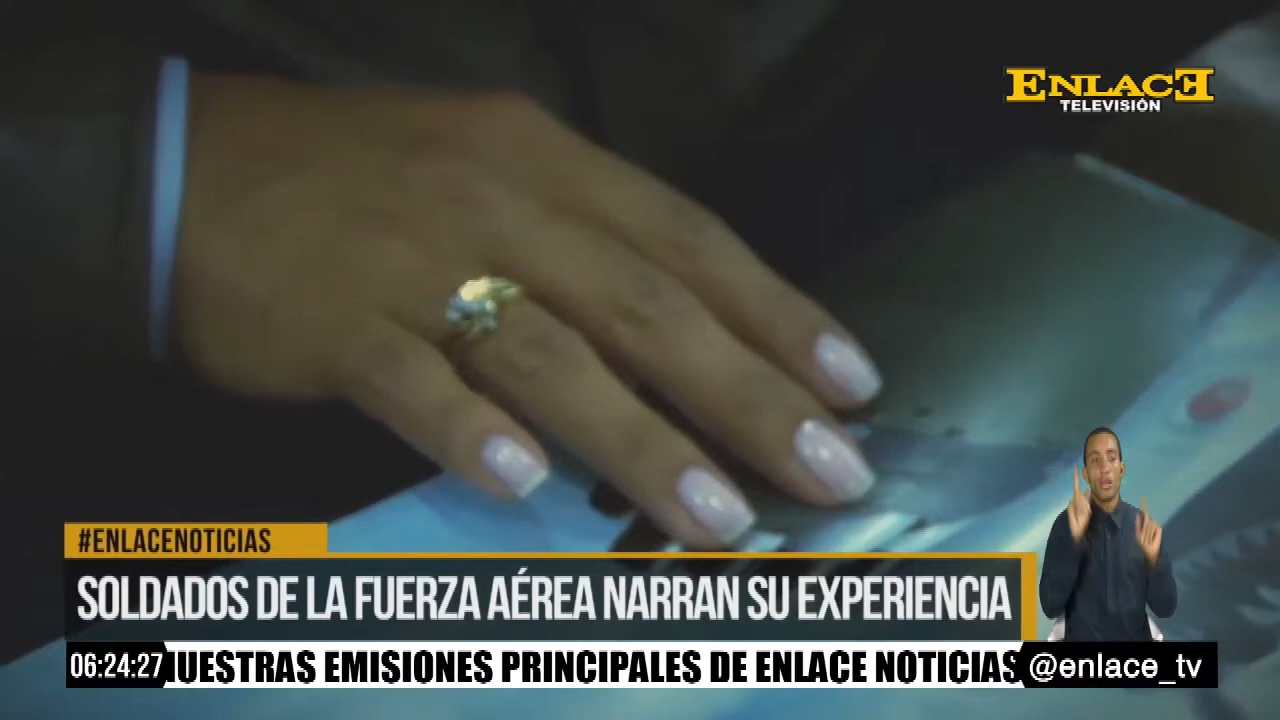 ENLACE
TELEVISIÓN
#ENLACENOTICIAS
SOLDADOS DE LA FUERZA AÉREA NARRAN SU EXPERIENCIA
06:24:27 NUESTRAS EMISIONES PRINCIPALES DE ENLACE NOTICIAS @enlace_tv